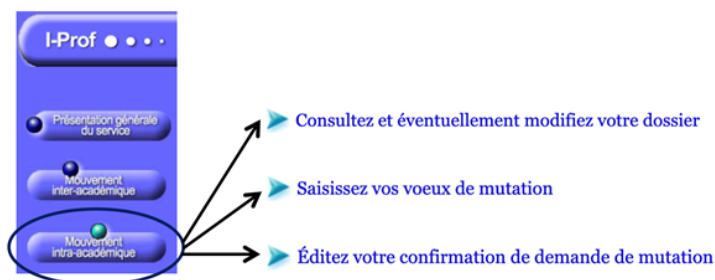 I-Prof
Présentation générale
du service
Mouvement
inter-académique
Mouvement
intra-académique
Consultez et éventuellement modifiez votre dossier
Saisissez vos voeux de mutation
Éditez votre confirmation de demande de mutation